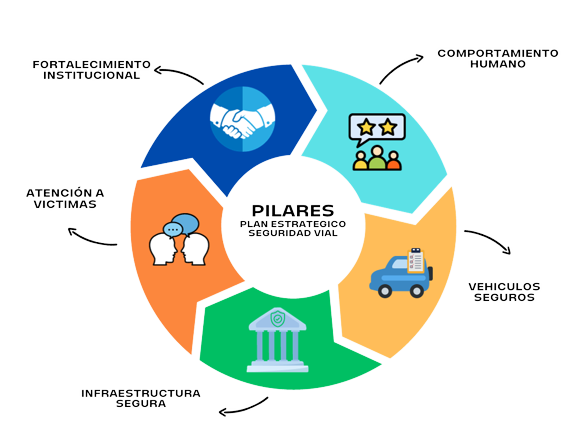 FORTALECIMIENTO
INSTITUCIONAL
COMPORTAMIENTO
HUMANO
ATENCIÓN A
VICTIMAS
PILARES
PLAN ESTRATEGICO
SEGURIDAD VIAL
VEHICULOS
SEGUROS
INFRAESTRUCTURA
SEGURA